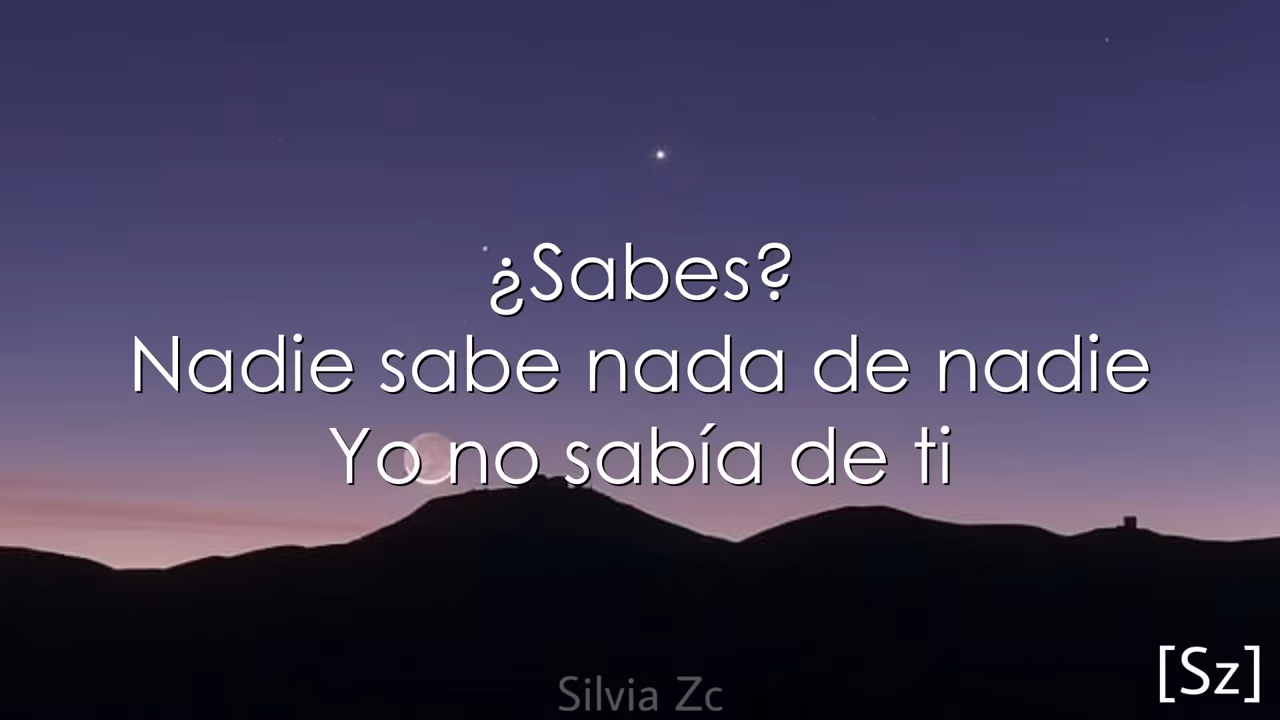 ¿Sabes?
Nadie sabe nada de nadie
Yo no sabía de ti
[Sz]
Silvia Zc